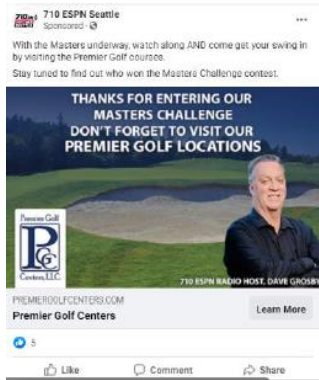 710 ESPN Seattle
Sponsored ·
With the Masters underway, watch along AND come get your swing in
by visiting the Premier Golf courses.
Stay tuned to find out who won the Masters Challenge contest.
THANKS FOR ENTERING OUR
MASTERS CHALLENGE
DON'T FORGET TO VISIT OUR
PREMIER GOLF LOCATIONS
Premier Golf
PGC
Centers, LLC
710 ESPN RADIO HOST, DAVE GROSBY
PREMIERGOLFCENTERS.COM
Premier Golf Centers
Learn More
5
Like
Comment
Share